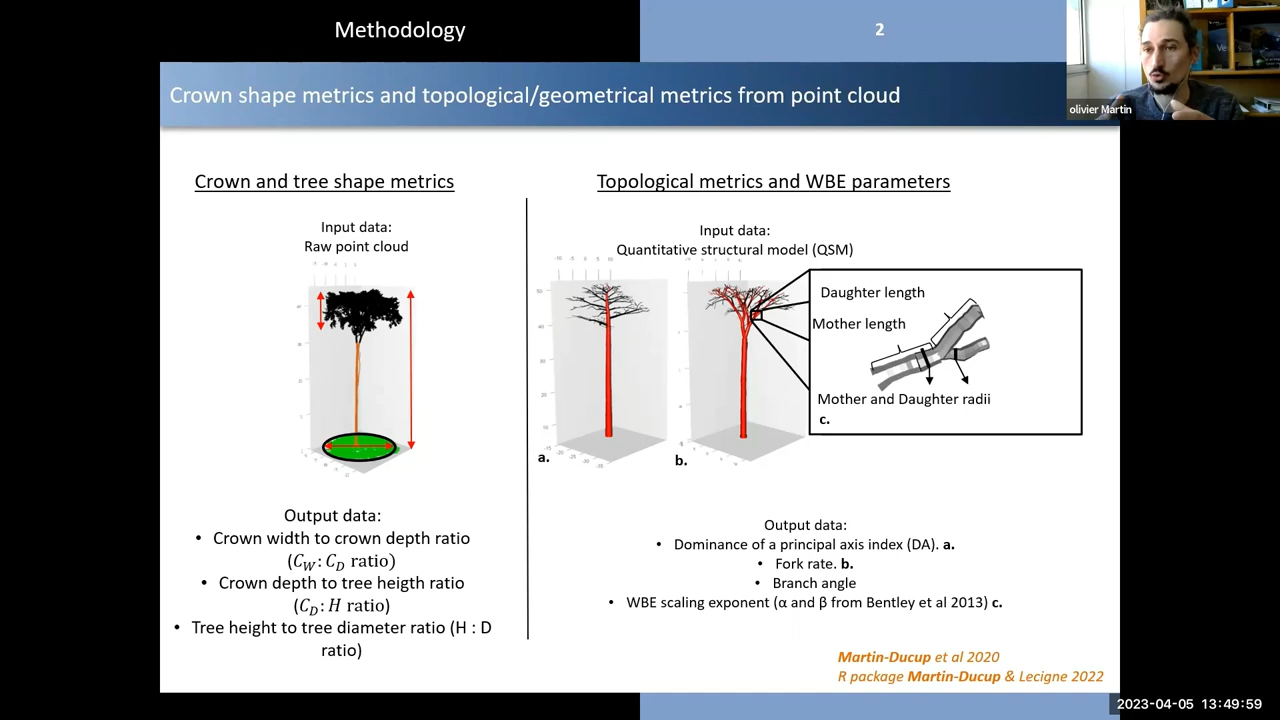 Methodology
2
olivier Martin
Crown shape metrics and topological/geometrical metrics from point cloud
Crown and tree shape metrics
Input data:
Raw point cloud
Output data:
• Crown width to crown depth ratio
(C_W : C_D ratio)
• Crown depth to tree heigth ratio
(C_D : H ratio)
• Tree height to tree diameter ratio (H : D
ratio)
Topological metrics and WBE parameters
Input data:
Quantitative structural model (QSM)
a.
b.
Daughter length
Mother length
Mother and Daughter radii
c.
Output data:
• Dominance of a principal axis index (DA). a.
• Fork rate. b.
• Branch angle
• WBE scaling exponent (α and β from Bentley et al 2013) c.
Martin-Ducup et al 2020
R package Martin-Ducup & Lecigne 2022
2023-04-05 13:49:59